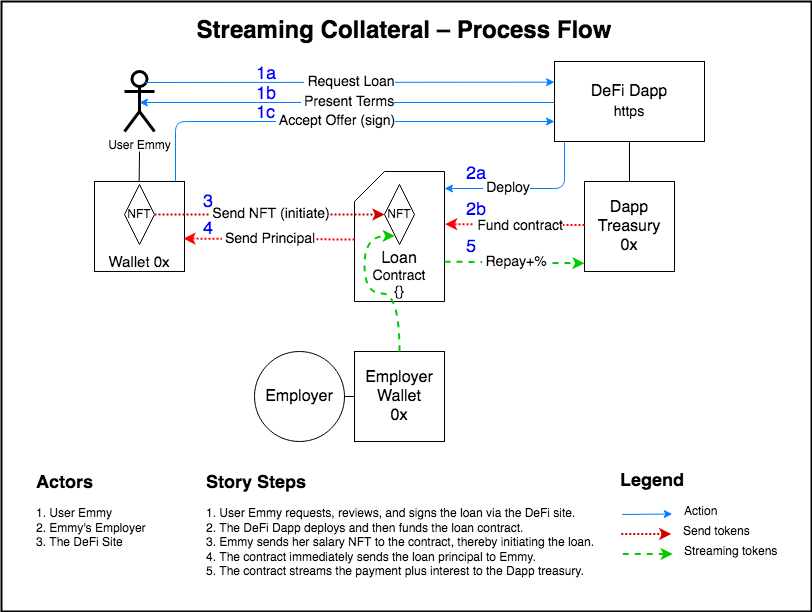 Streaming Collateral – Process Flow
1a
Request Loan
1b
Present Terms
1c
Accept Offer (sign)
User Emmy
DeFi Dapp
https
2a
Deploy
3
NFT
Send NFT (initiate)
NFT
2b
Fund contract
Dapp
Treasury
0x
4
Send Principal
5
Repay+%
Wallet 0x
Loan
Contract
{}
Employer
Employer
Wallet
0x
Actors
1. User Emmy
2. Emmy's Employer
3. The DeFi Site
Story Steps
1. User Emmy requests, reviews, and signs the loan via the DeFi site.
2. The DeFi Dapp deploys and then funds the loan contract.
3. Emmy sends her salary NFT to the contract, thereby initiating the loan.
4. The contract immediately sends the loan principal to Emmy.
5. The contract streams the payment plus interest to the Dapp treasury.
Legend
Action
Send tokens
Streaming tokens